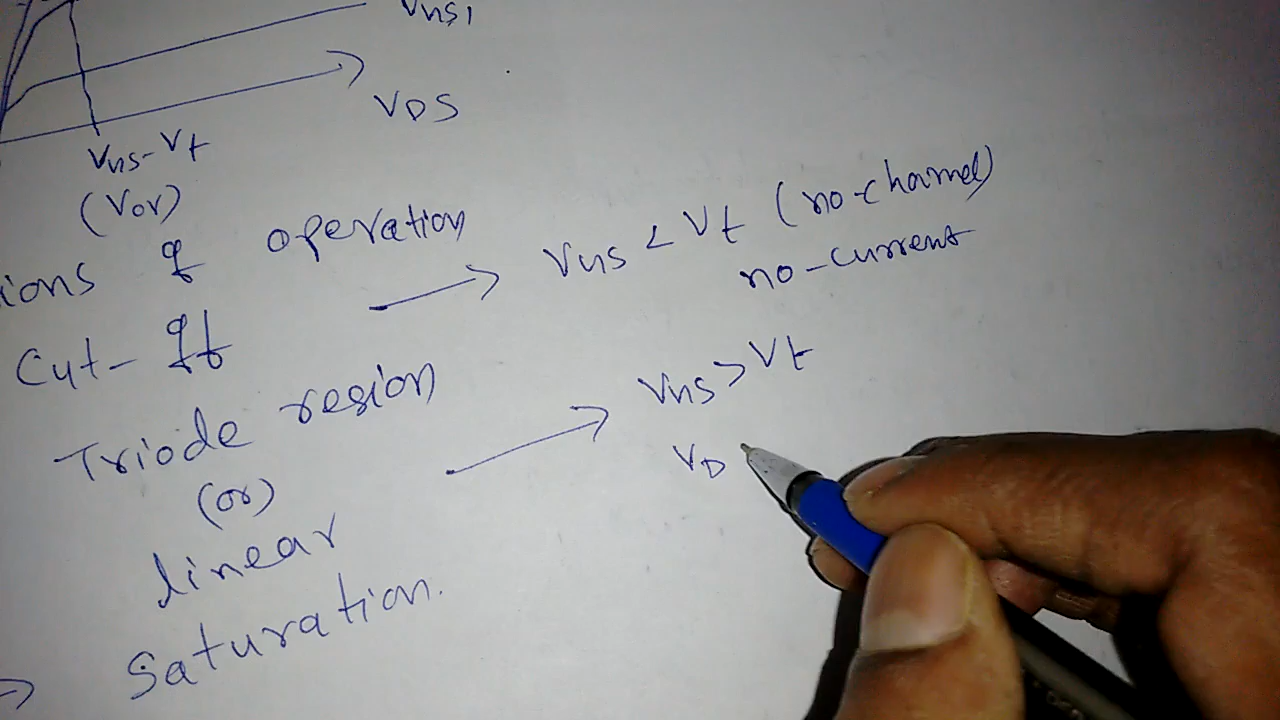 VGS1
VDS
VGS-Vt
(Vov)
ions of operation
Cut-off → VGS < Vt (no-channel)
no-current
Triode region → VGS > Vt
(or) VD
linear
→ Saturation.